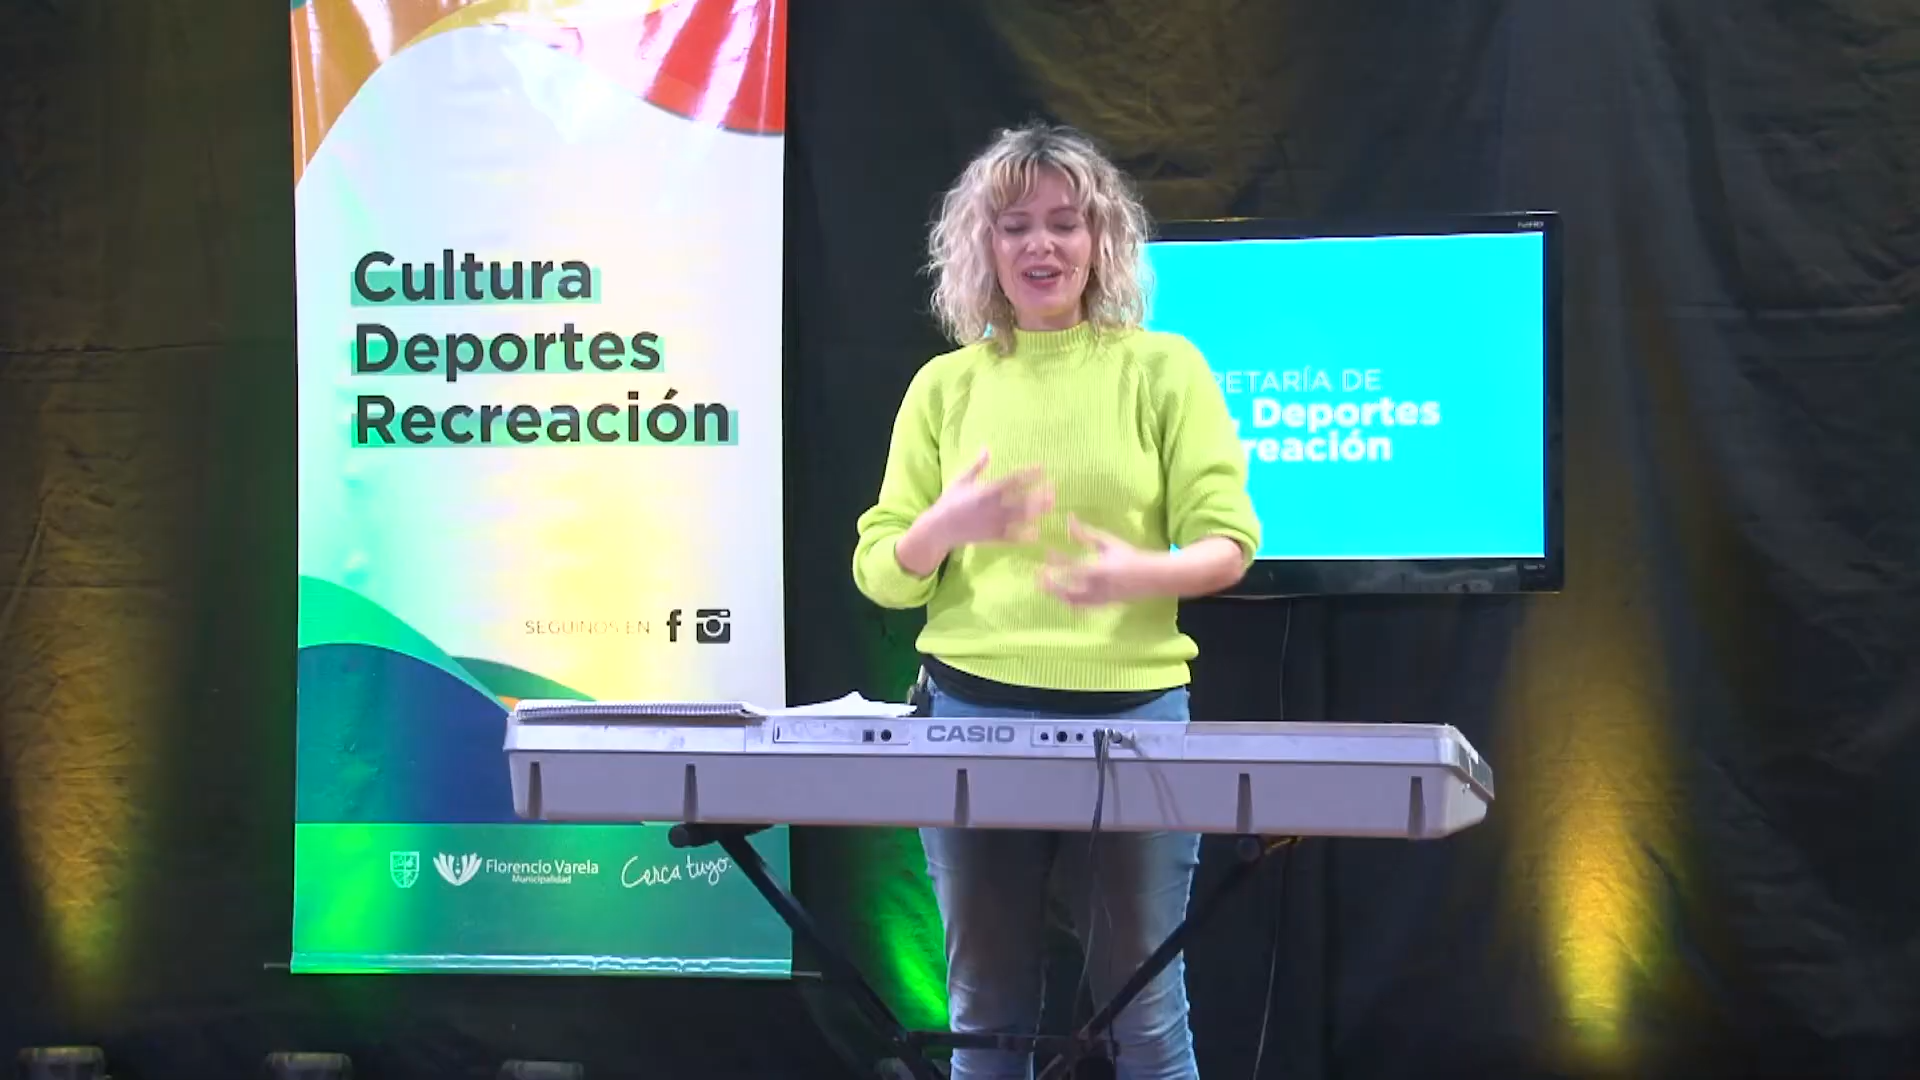 Cultura
Deportes
Recreación
SEGUINOS EN
Florencio Varela
Municipalidad
Cerca tuyo.
RETARÍA DE
, Deportes
reación
CASIO